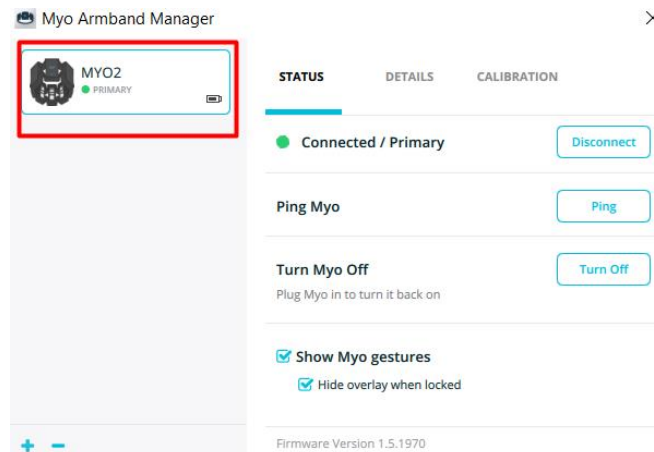 Myo Armband Manager
MYO2
PRIMARY
STATUS DETAILS CALIBRATION
Connected / Primary Disconnect
Ping Myo Ping
Turn Myo Off Turn Off
Plug Myo in to turn it back on
Show Myo gestures
Hide overlay when locked
Firmware Version 1.5.1970